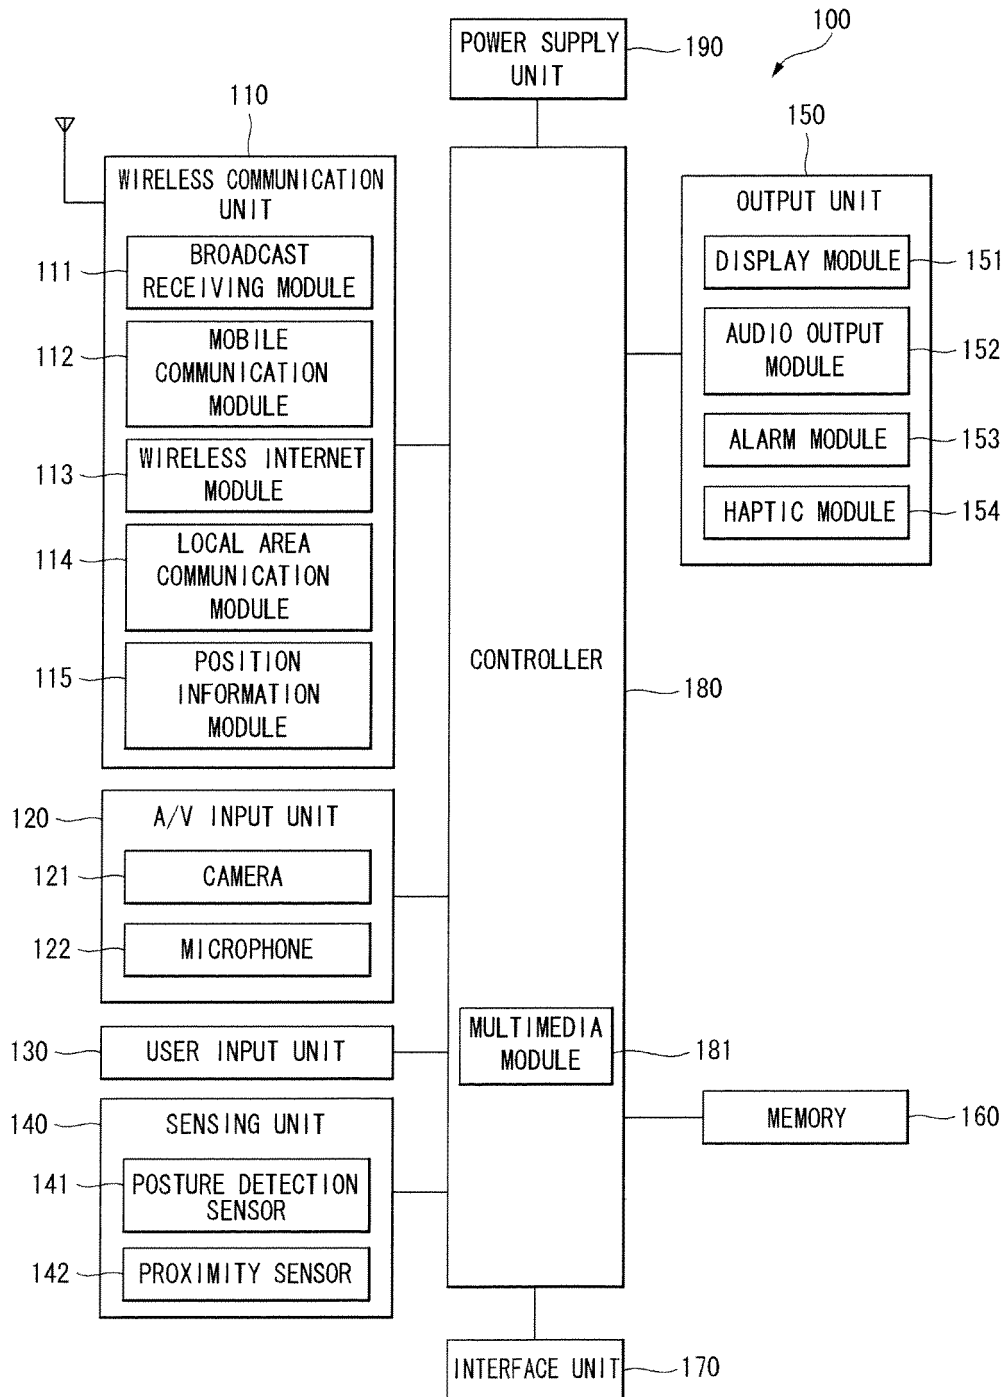 100
POWER SUPPLY
UNIT
190
110
WIRELESS COMMUNICATION
UNIT
111
BROADCAST
RECEIVING MODULE
112
MOBILE
COMMUNICATION
MODULE
113
WIRELESS INTERNET
MODULE
114
LOCAL AREA
COMMUNICATION
MODULE
115
POSITION
INFORMATION
MODULE
120
A/V INPUT UNIT
121
CAMERA
122
MICROPHONE
130
USER INPUT UNIT
140
SENSING UNIT
141
POSTURE DETECTION
SENSOR
142
PROXIMITY SENSOR
CONTROLLER
180
MULTIMEDIA
MODULE
181
150
OUTPUT UNIT
DISPLAY MODULE
151
AUDIO OUTPUT
MODULE
152
ALARM MODULE
153
HAPTIC MODULE
154
MEMORY
160
INTERFACE UNIT
170